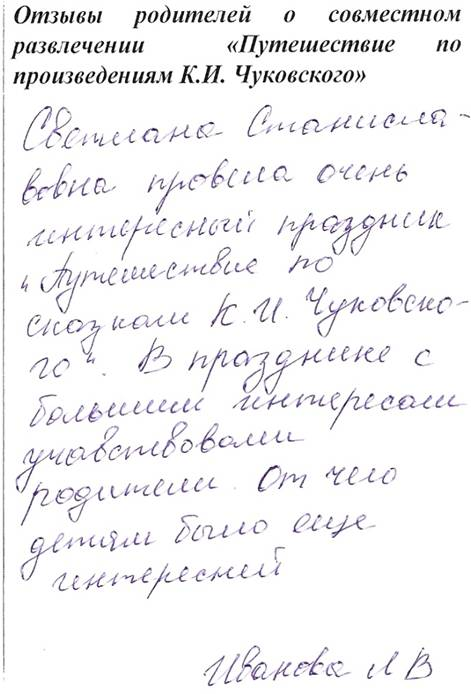 Отзывы родителей о совместном
развлечении «Путешествие по
произведениям К.И. Чуковского»
Светлана Станисла-
вовна провела очень
интересный праздник
"Путешествие по
сказкам К.И. Чуковско-
го". В празднике с
большим интересом
учавствовали
родители. От чего
детям было еще
интересней
Иванова Л В